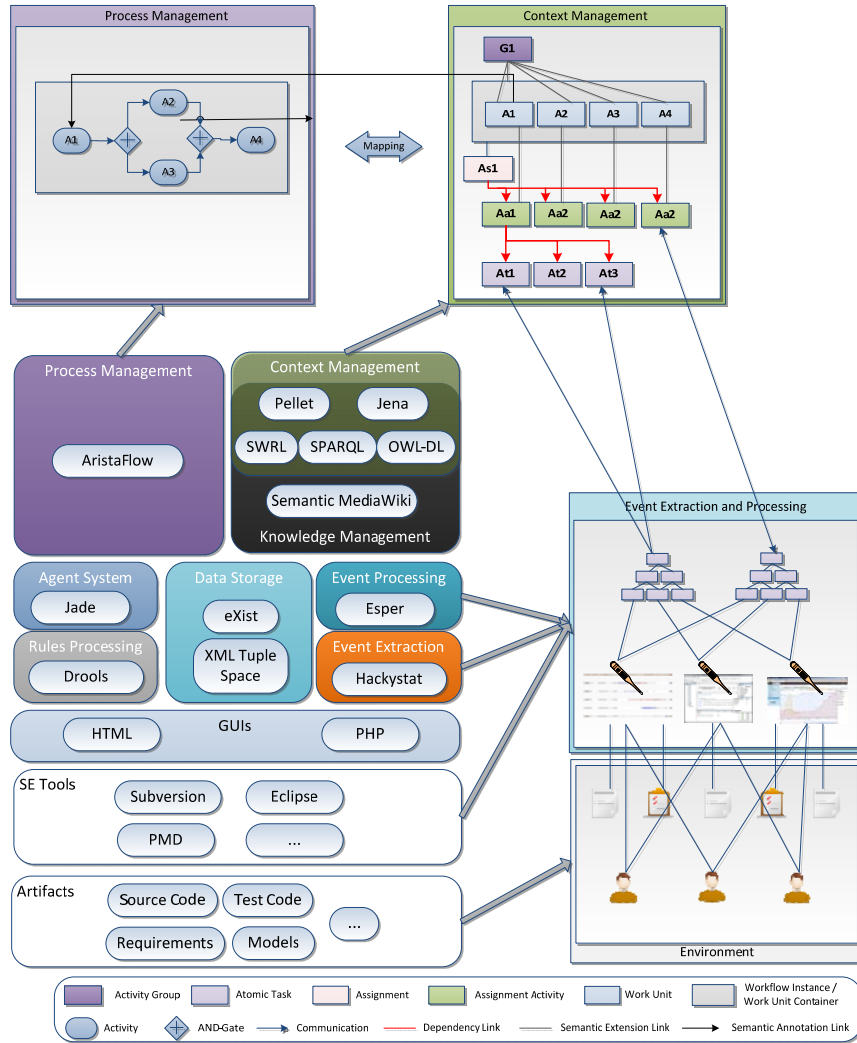 Process Management
Context Management
G1
A2
A1
A3
A4
Mapping
A1
A2
A3
A4
As1
Aa1
Aa2
Aa2
Aa2
At1
At2
At3
Process Management
AristaFlow
Context Management
Pellet
Jena
SWRL
SPARQL
OWL-DL
Semantic MediaWiki
Knowledge Management
Event Extraction and Processing
Agent System
Jade
Rules Processing
Drools
Data Storage
eXist
XML Tuple
Space
Event Processing
Esper
Event Extraction
Hackystat
HTML
GUIs
PHP
SE Tools
Subversion
Eclipse
PMD
...
Artifacts
Source Code
Test Code
...
Requirements
Models
Environment
Activity Group
Atomic Task
Assignment
Assignment Activity
Work Unit
Workflow Instance /
Work Unit Container
Activity
AND-Gate
Communication
Dependency Link
Semantic Extension Link
Semantic Annotation Link